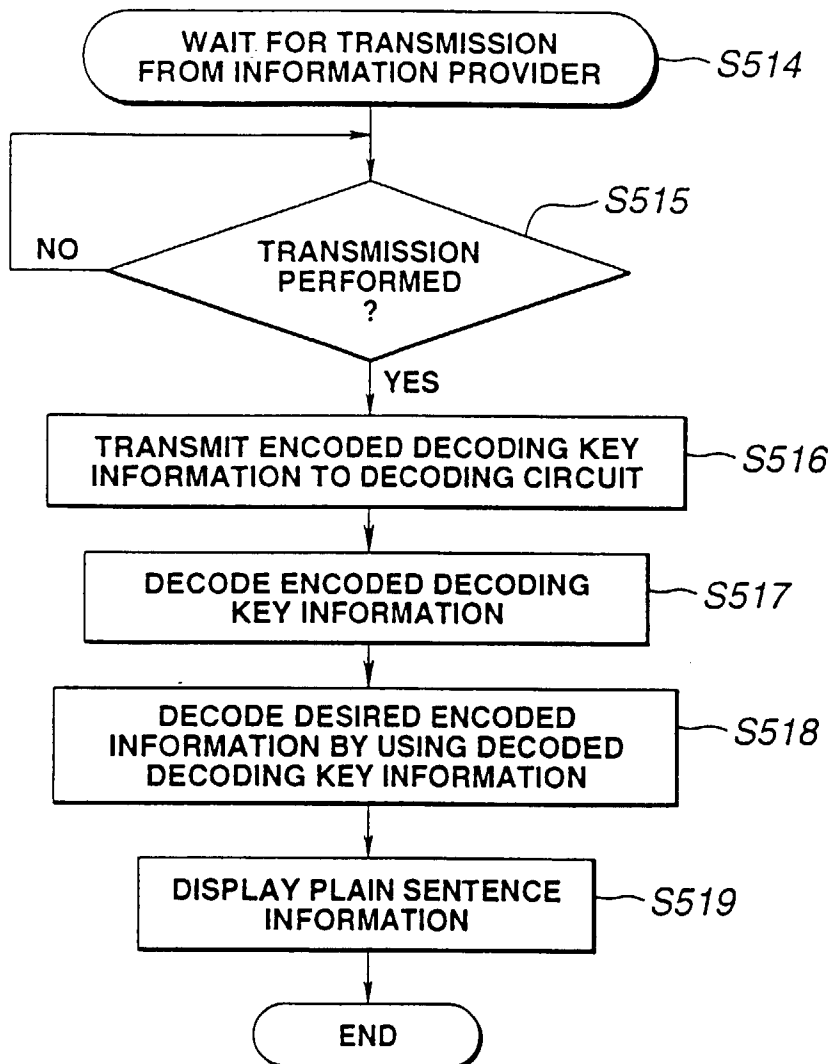 WAIT FOR TRANSMISSION
FROM INFORMATION PROVIDER
S514
S515
NO
TRANSMISSION
PERFORMED
?
YES
TRANSMIT ENCODED DECODING KEY
INFORMATION TO DECODING CIRCUIT
S516
DECODE ENCODED DECODING
KEY INFORMATION
S517
DECODE DESIRED ENCODED
INFORMATION BY USING DECODED
DECODING KEY INFORMATION
S518
DISPLAY PLAIN SENTENCE
INFORMATION
S519
END